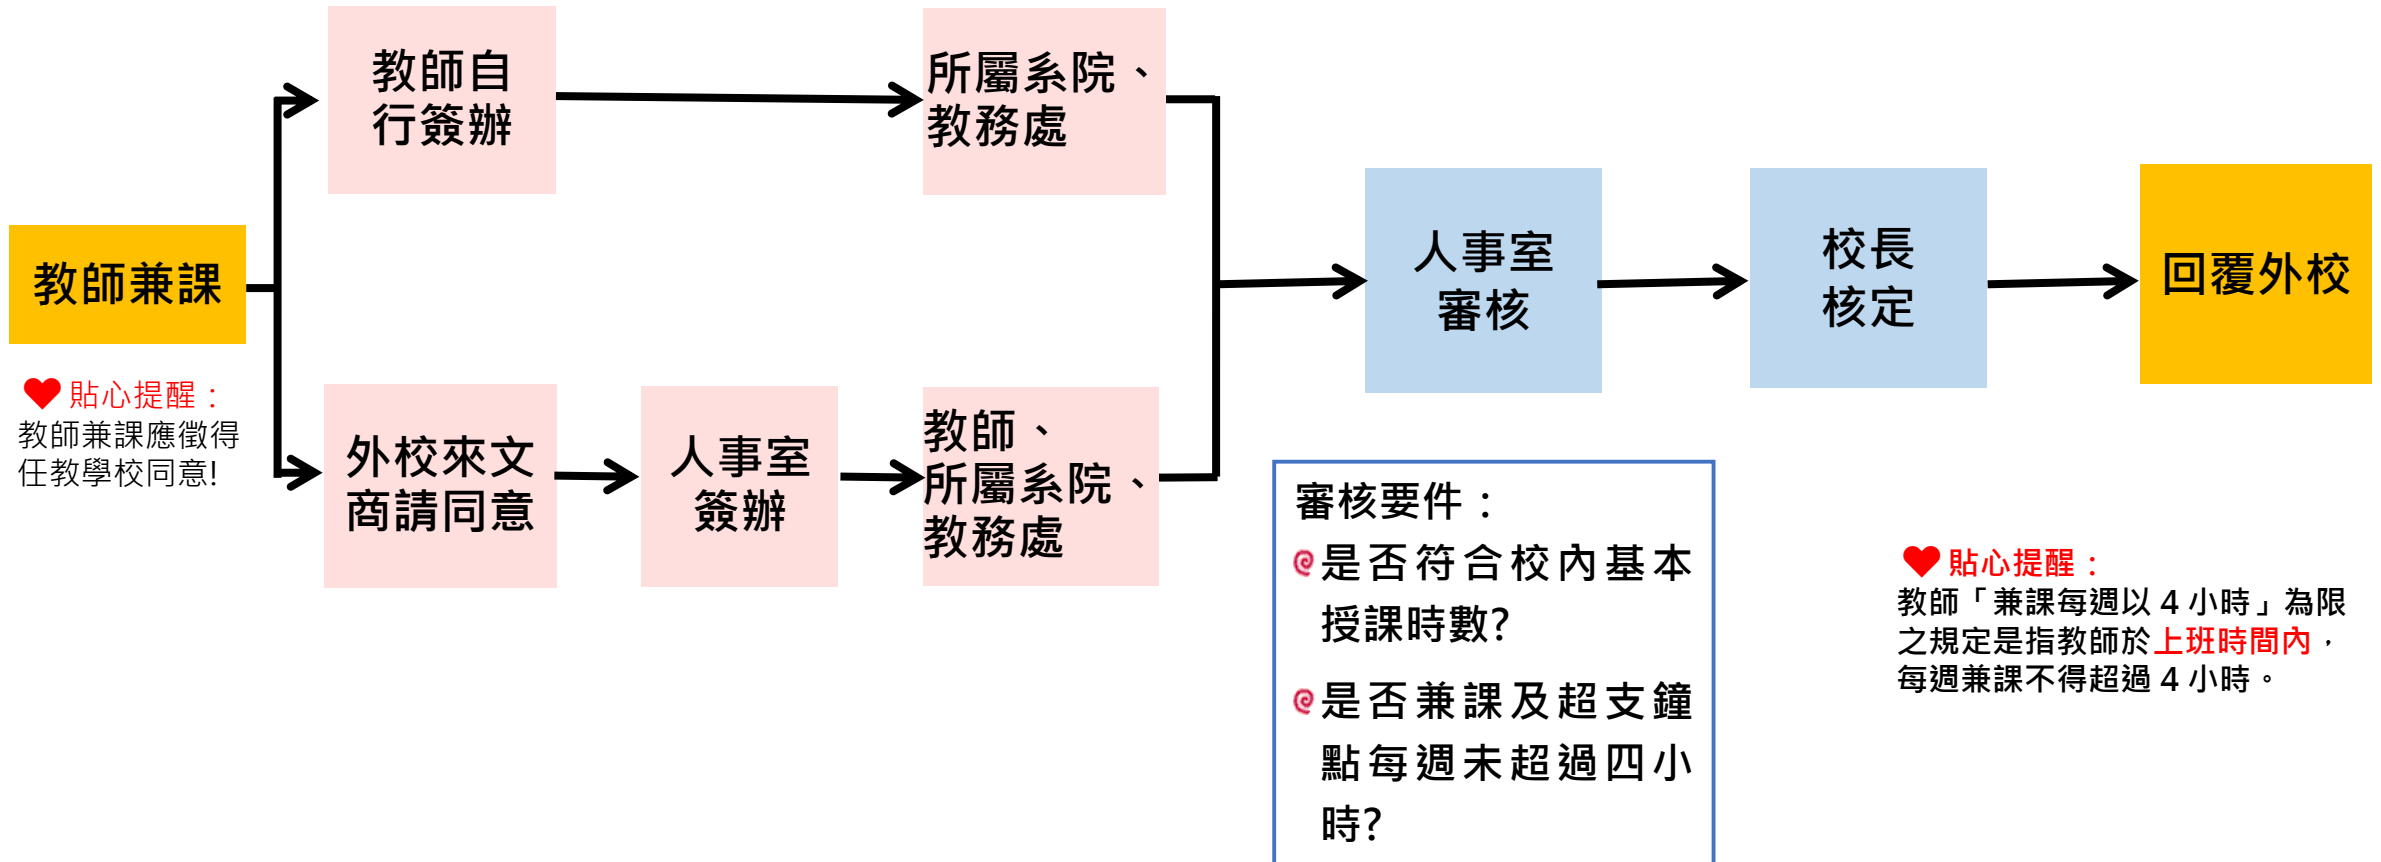 教師兼課
貼心提醒：
教師兼課應徵得
任教學校同意!
教師自
行簽辦
所屬系院、
教務處
外校來文
商請同意
人事室
簽辦
教師、
所屬系院、
教務處
人事室
審核
校長
核定
回覆外校
審核要件：
是否符合校內基本
授課時數?
是否兼課及超支鐘
點每週未超過四小
時?
貼心提醒：
教師「兼課每週以 4 小時」為限
之規定是指教師於上班時間內，
每週兼課不得超過 4 小時。